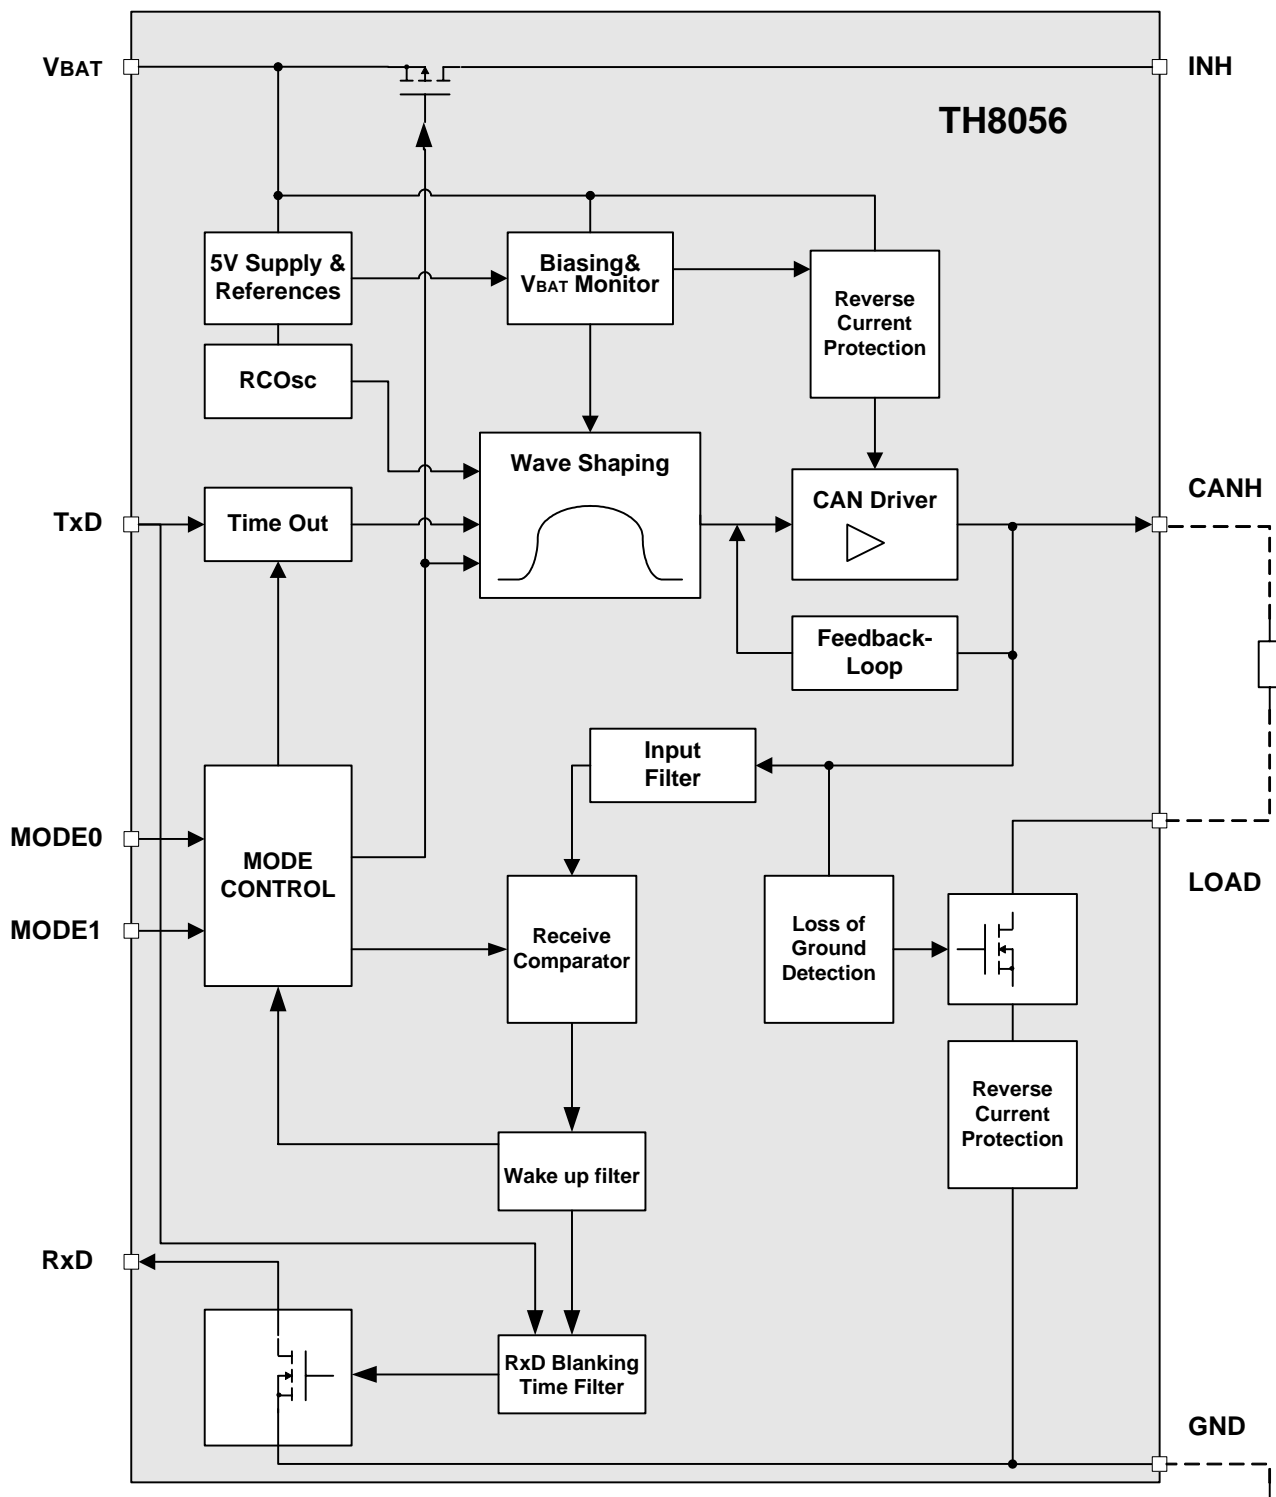 VBAT
INH
TH8056
5V Supply &
References
Biasing&
VBAT Monitor
Reverse
Current
Protection
RCOsc
Wave Shaping
CAN Driver
CANH
TxD
Time Out
Feedback-
Loop
Input
Filter
MODE0
MODE
CONTROL
MODE1
LOAD
Receive
Comparator
Loss of
Ground
Detection
Reverse
Current
Protection
Wake up filter
RxD
RxD Blanking
Time Filter
GND